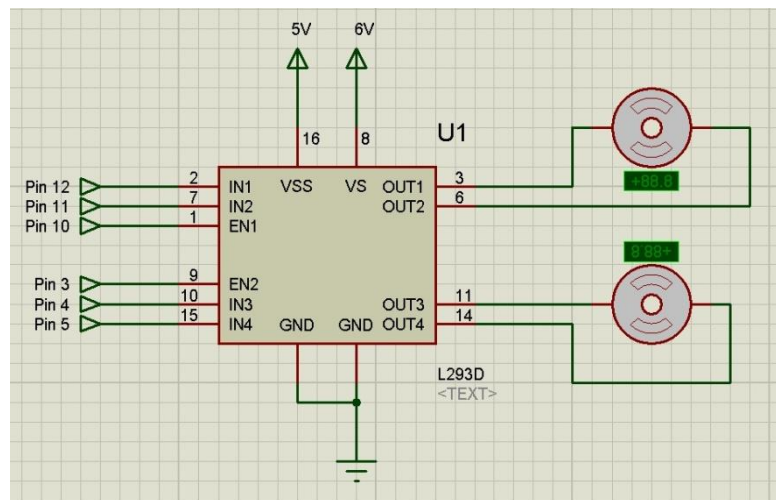 5V 6V
16 8 U1
Pin 12 2 IN1 VSS VS OUT1 3
Pin 11 7 IN2 OUT2 6
Pin 10 1 EN1
+88.8
+88.8
Pin 3 9 EN2
Pin 4 10 IN3 OUT3 11
Pin 5 15 IN4 GND GND OUT4 14
L293D
<TEXT>